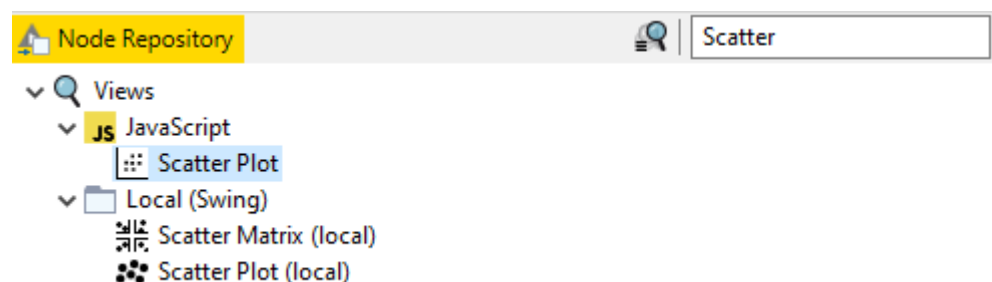 Node Repository
Scatter
Views
JS JavaScript
Scatter Plot
Local (Swing)
Scatter Matrix (local)
Scatter Plot (local)